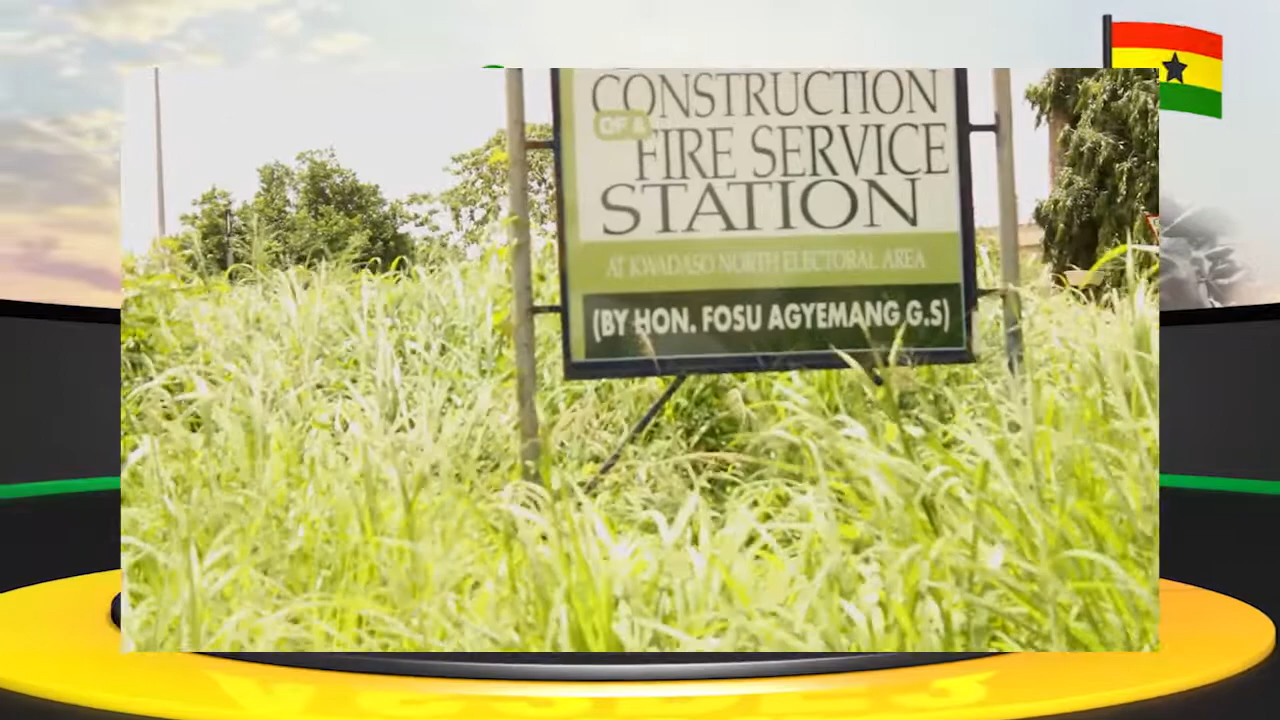 CONSTRUCTION
OF A
FIRE SERVICE
STATION
AT KWADASO NORTH ELECTORAL AREA
(BY HON. FOSU AGYEMANG G.S)